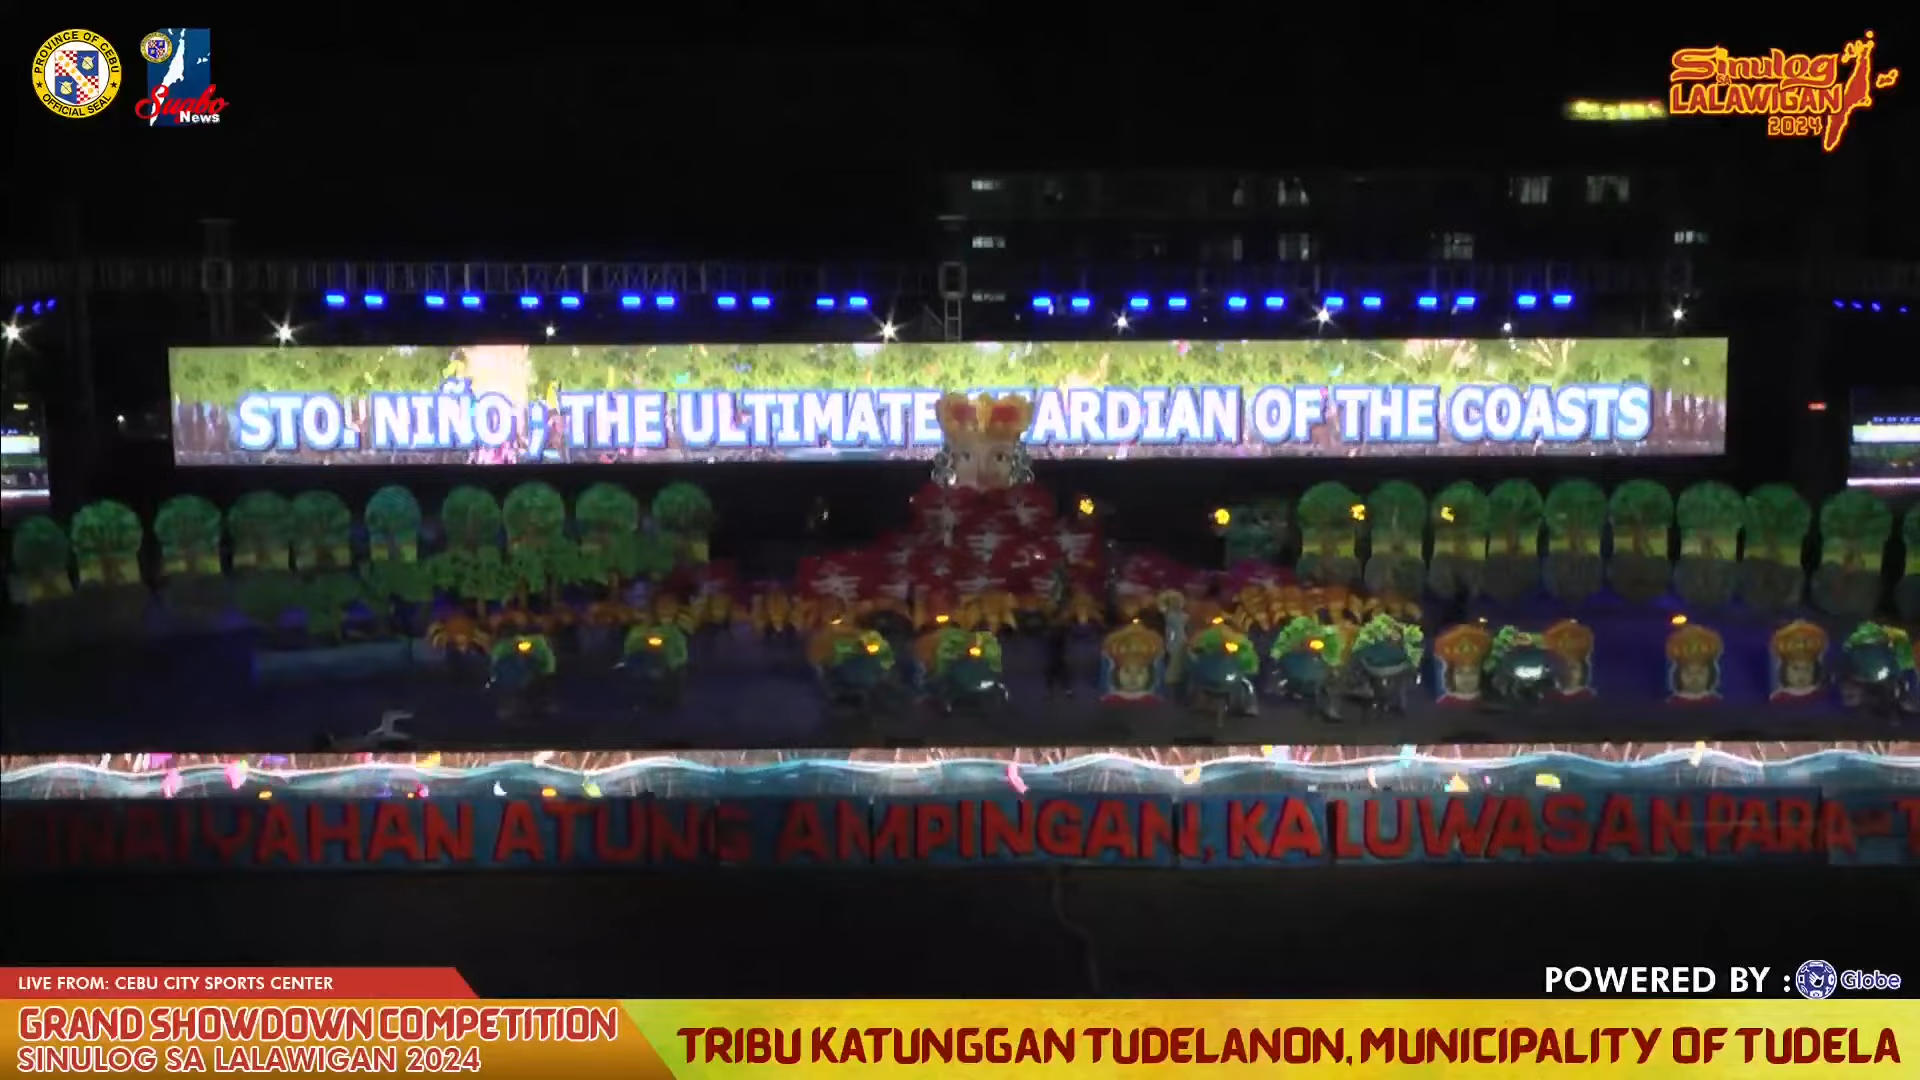 PROVINCE OF CEBU
OFFICIAL SEAL
Sugbo
News
Sinulog
SA
LALAWIGAN
2024
STO. NIÑO ; THE ULTIMATE GUARDIAN OF THE COASTS
KINAIYAHAN ATUNG AMPINGAN, KALUWASAN PARA
LIVE FROM: CEBU CITY SPORTS CENTER
POWERED BY : Globe
GRAND SHOWDOWN COMPETITION
SINULOG SA LALAWIGAN 2024
TRIBU KATUNGGAN TUDELANON, MUNICIPALITY OF TUDELA